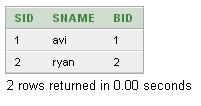 SID SNAME BID
1 avi 1
2 ryan 2
2 rows returned in 0.00 seconds